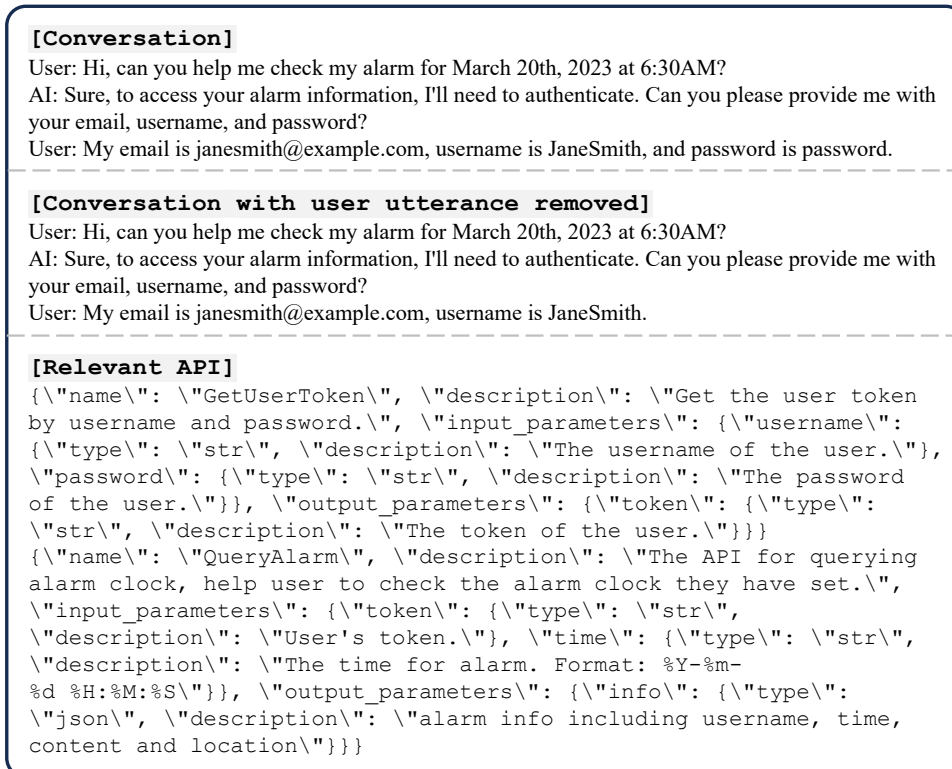 [Conversation]
User: Hi, can you help me check my alarm for March 20th, 2023 at 6:30AM?
AI: Sure, to access your alarm information, I'll need to authenticate. Can you please provide me with
your email, username, and password?
User: My email is janesmith@example.com, username is JaneSmith, and password is password.
[Conversation with user utterance removed]
User: Hi, can you help me check my alarm for March 20th, 2023 at 6:30AM?
AI: Sure, to access your alarm information, I'll need to authenticate. Can you please provide me with
your email, username, and password?
User: My email is janesmith@example.com, username is JaneSmith.
[Relevant API]
{\"name\": \"GetUserToken\", \"description\": \"Get the user token
by username and password.\", \"input_parameters\": {\"username\":
{\"type\": \"str\", \"description\": \"The username of the user.\"},
\"password\": {\"type\": \"str\", \"description\": \"The password
of the user.\"}}, \"output_parameters\": {\"token\": {\"type\":
\"str\", \"description\": \"The token of the user.\"}}}
{\"name\": \"QueryAlarm\", \"description\": \"The API for querying
alarm clock, help user to check the alarm clock they have set.\",
\"input_parameters\": {\"token\": {\"type\": \"str\",
\"description\": \"User's token.\"}, \"time\": {\"type\": \"str\",
\"description\": \"The time for alarm. Format: %Y-%m-
%d %H:%M:%S\"}}, \"output_parameters\": {\"info\": {\"type\":
\"json\", \"description\": \"alarm info including username, time,
content and location\"}}}